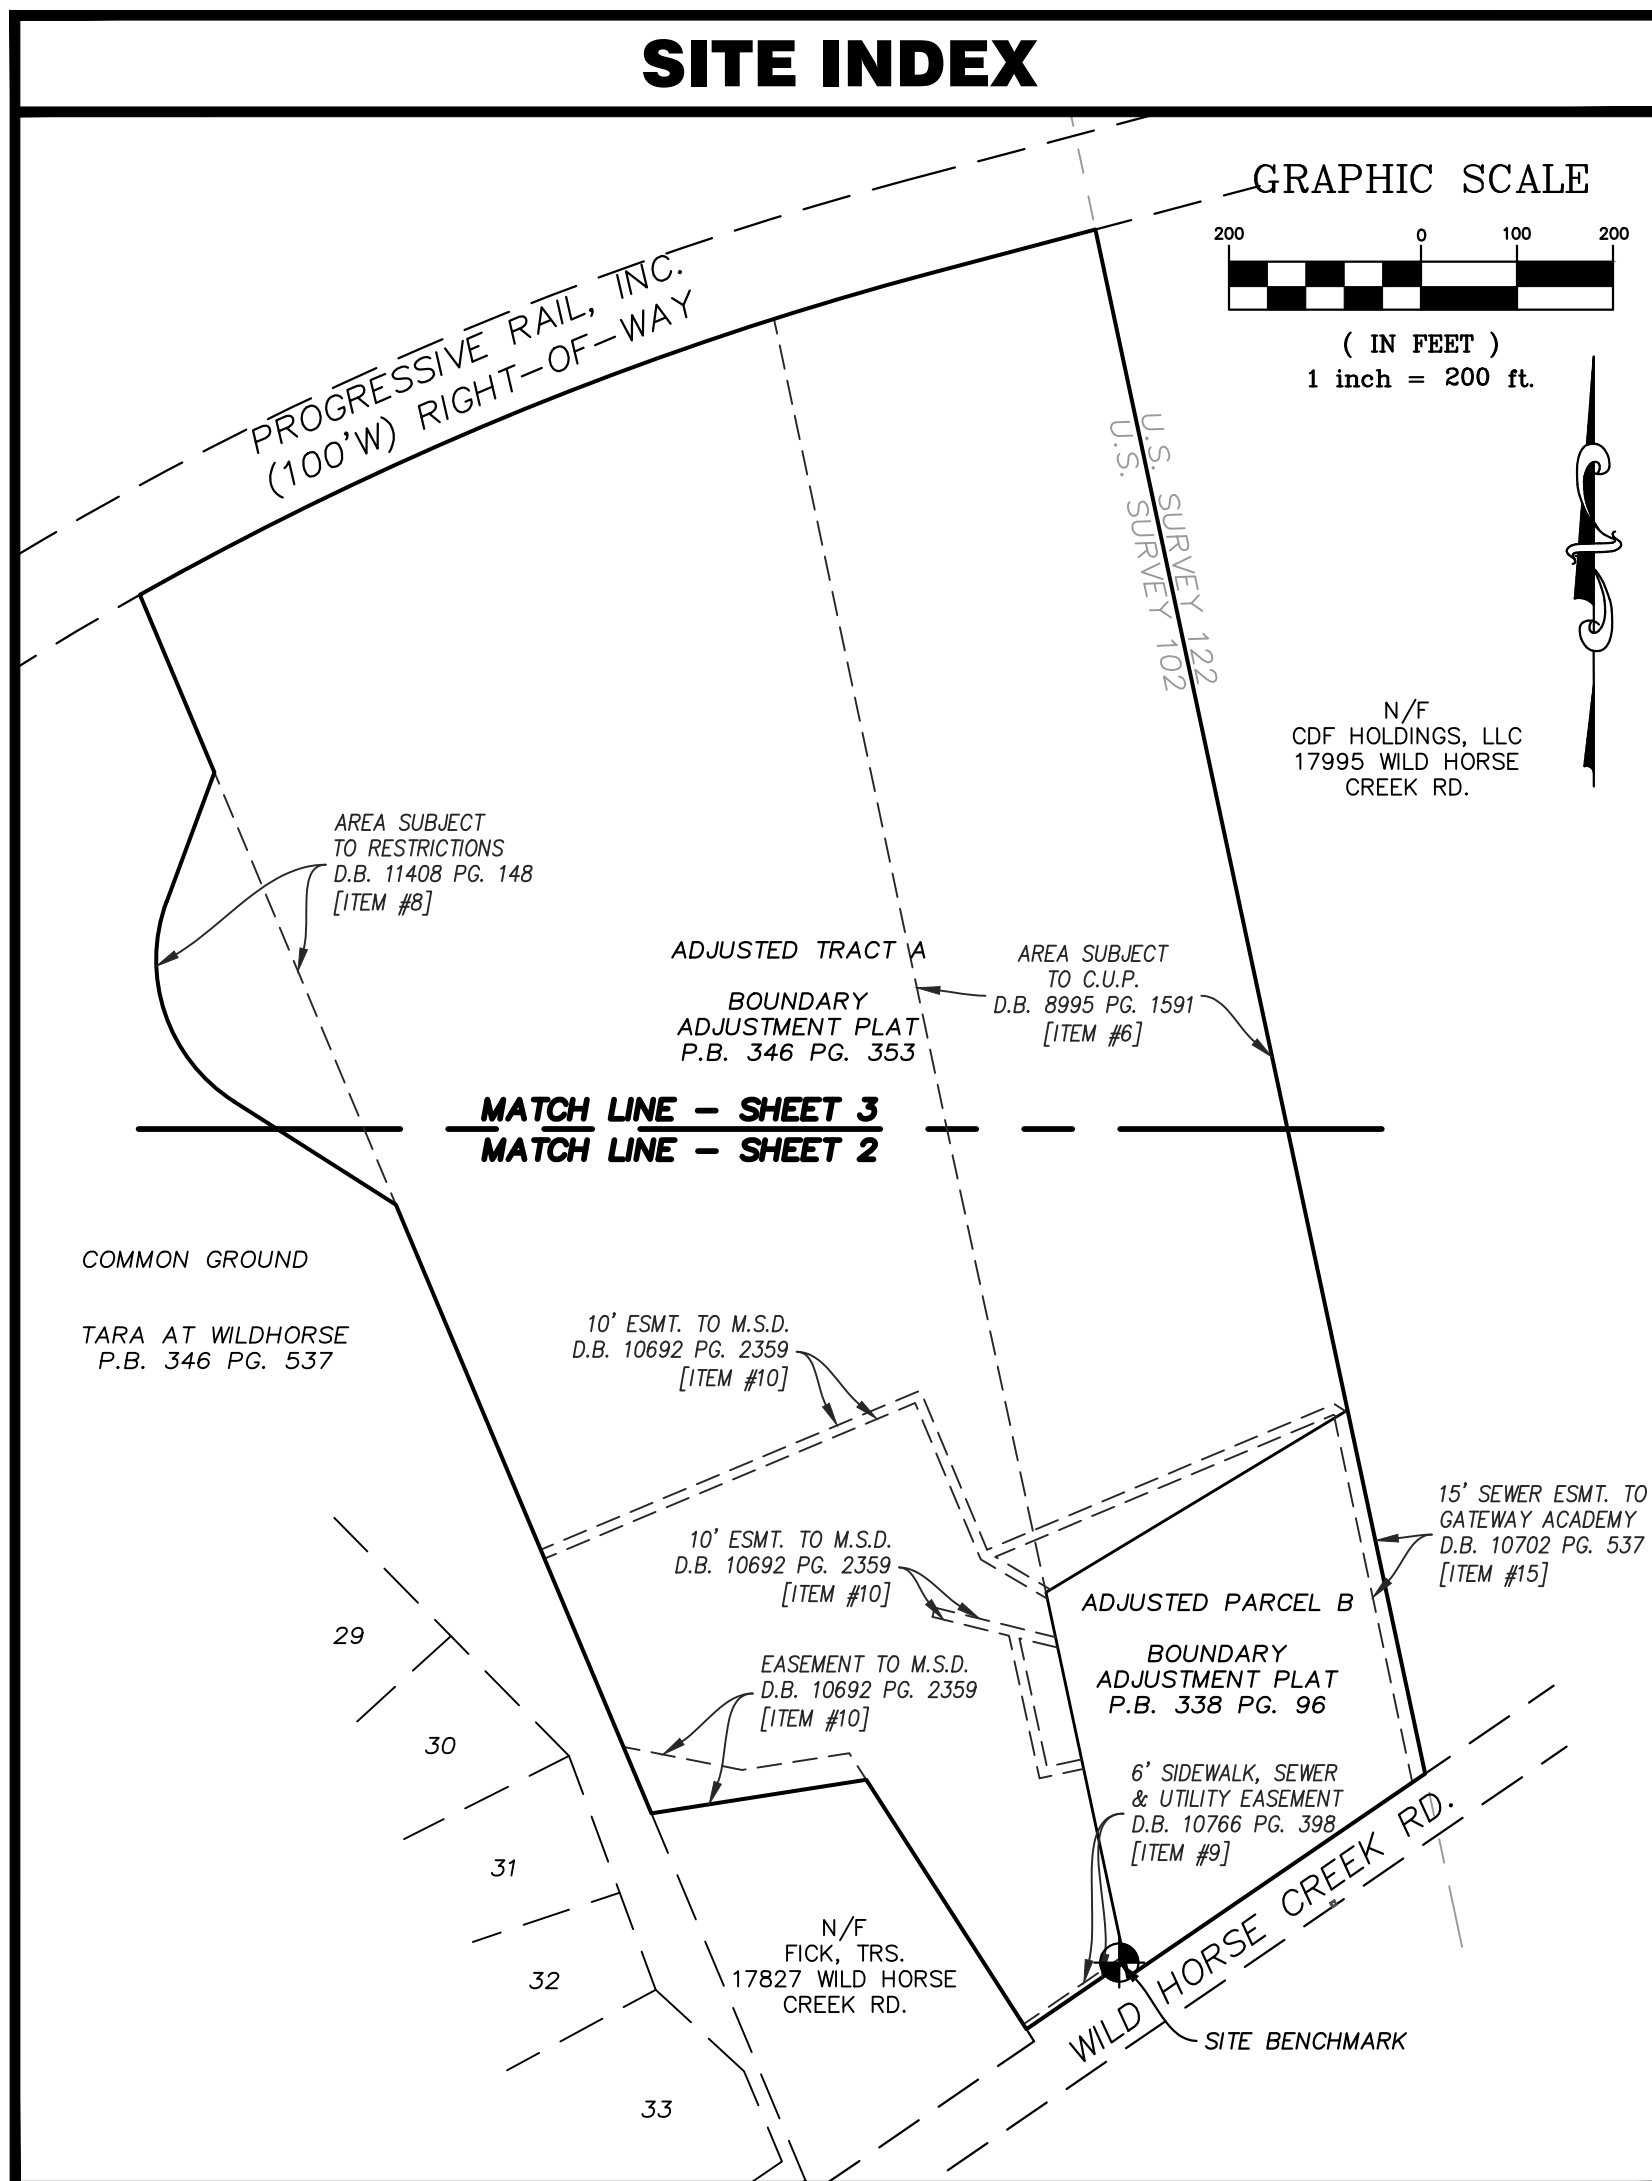 SITE INDEX
GRAPHIC SCALE
200 0 100 200
( IN FEET )
1 inch = 200 ft.
PROGRESSIVE RAIL, INC.
(100'W) RIGHT-OF-WAY
U.S. SURVEY 122
U.S. SURVEY 102
N/F
CDF HOLDINGS, LLC
17995 WILD HORSE
CREEK RD.
AREA SUBJECT
TO RESTRICTIONS
D.B. 11408 PG. 148
[ITEM #8]
ADJUSTED TRACT A
BOUNDARY
ADJUSTMENT PLAT
P.B. 346 PG. 353
AREA SUBJECT
TO C.U.P.
D.B. 8995 PG. 1591
[ITEM #6]
MATCH LINE - SHEET 3
MATCH LINE - SHEET 2
COMMON GROUND
TARA AT WILDHORSE
P.B. 346 PG. 537
10' ESMT. TO M.S.D.
D.B. 10692 PG. 2359
[ITEM #10]
10' ESMT. TO M.S.D.
D.B. 10692 PG. 2359
[ITEM #10]
15' SEWER ESMT. TO
GATEWAY ACADEMY
D.B. 10702 PG. 537
[ITEM #15]
ADJUSTED PARCEL B
BOUNDARY
ADJUSTMENT PLAT
P.B. 338 PG. 96
EASEMENT TO M.S.D.
D.B. 10692 PG. 2359
[ITEM #10]
6' SIDEWALK, SEWER
& UTILITY EASEMENT
D.B. 10766 PG. 398
[ITEM #9]
29
30
31
32
33
N/F
FICK, TRS.
17827 WILD HORSE
CREEK RD.
WILD HORSE CREEK RD.
SITE BENCHMARK